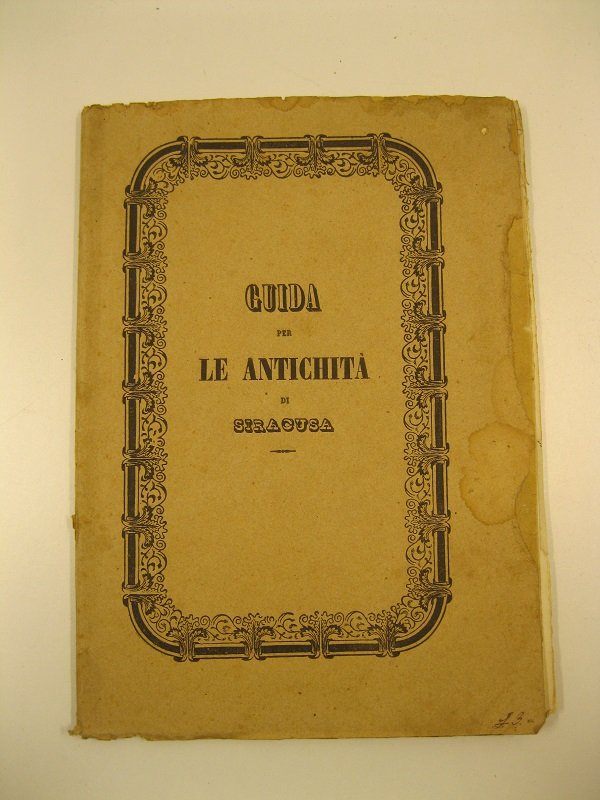 GUIDA
PER
LE ANTICHITÀ
DI
SIRACUSA